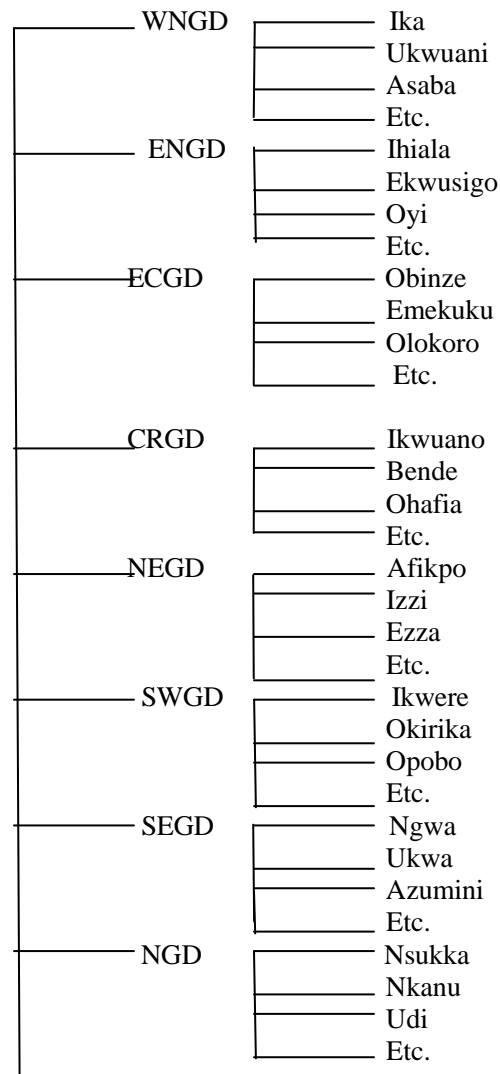 WNGD Ika
Ukwuani
Asaba
Etc.
ENGD Ihiala
Ekwusigo
Oyi
Etc.
ECGD Obinze
Emekuku
Olokoro
Etc.
CRGD Ikwuano
Bende
Ohafia
Etc.
NEGD Afikpo
Izzi
Ezza
Etc.
SWGD Ikwere
Okirika
Opobo
Etc.
SEGD Ngwa
Ukwa
Azumini
Etc.
NGD Nsukka
Nkanu
Udi
Etc.